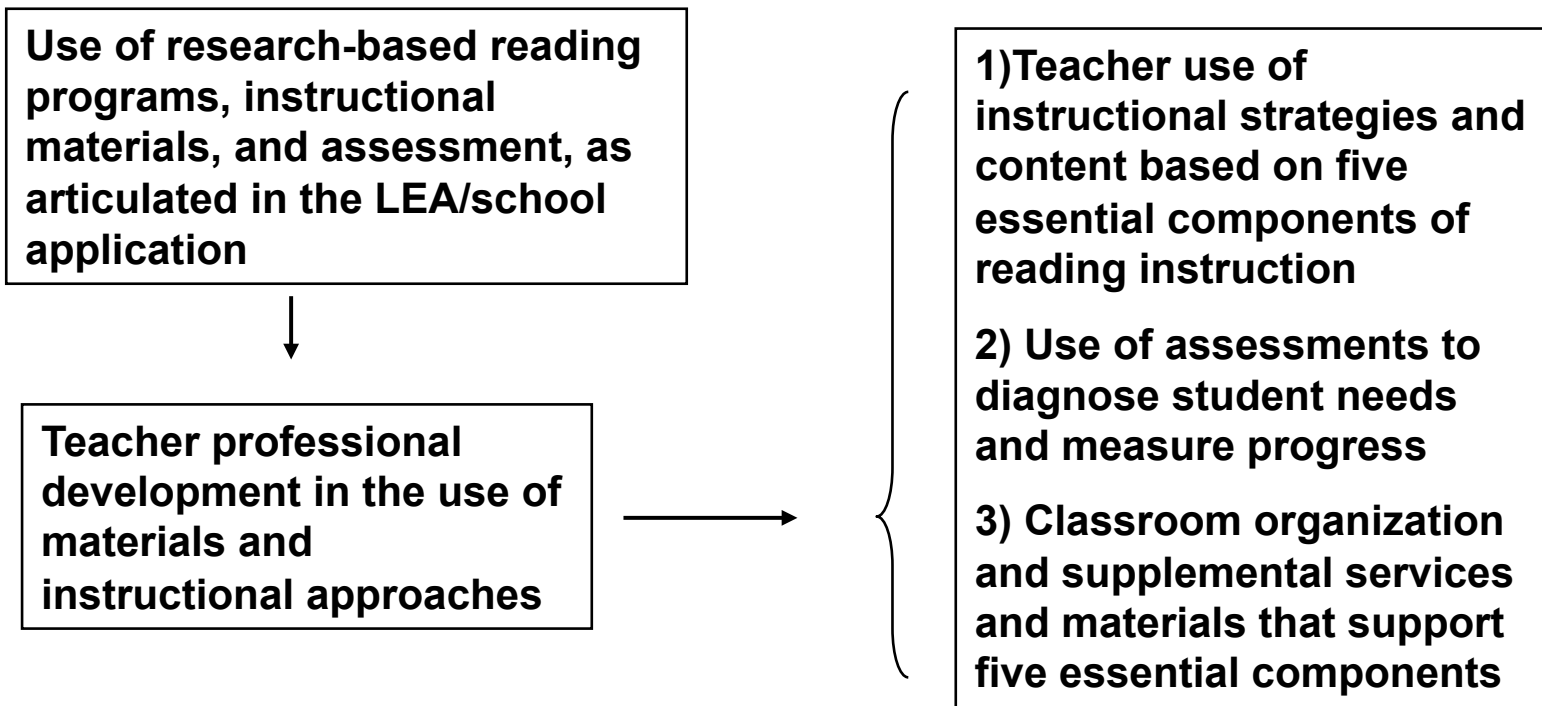 Use of research-based reading
programs, instructional
materials, and assessment, as
articulated in the LEA/school
application
Teacher professional
development in the use of
materials and
instructional approaches
1)Teacher use of
instructional strategies and
content based on five
essential components of
reading instruction
2) Use of assessments to
diagnose student needs
and measure progress
3) Classroom organization
and supplemental services
and materials that support
five essential components